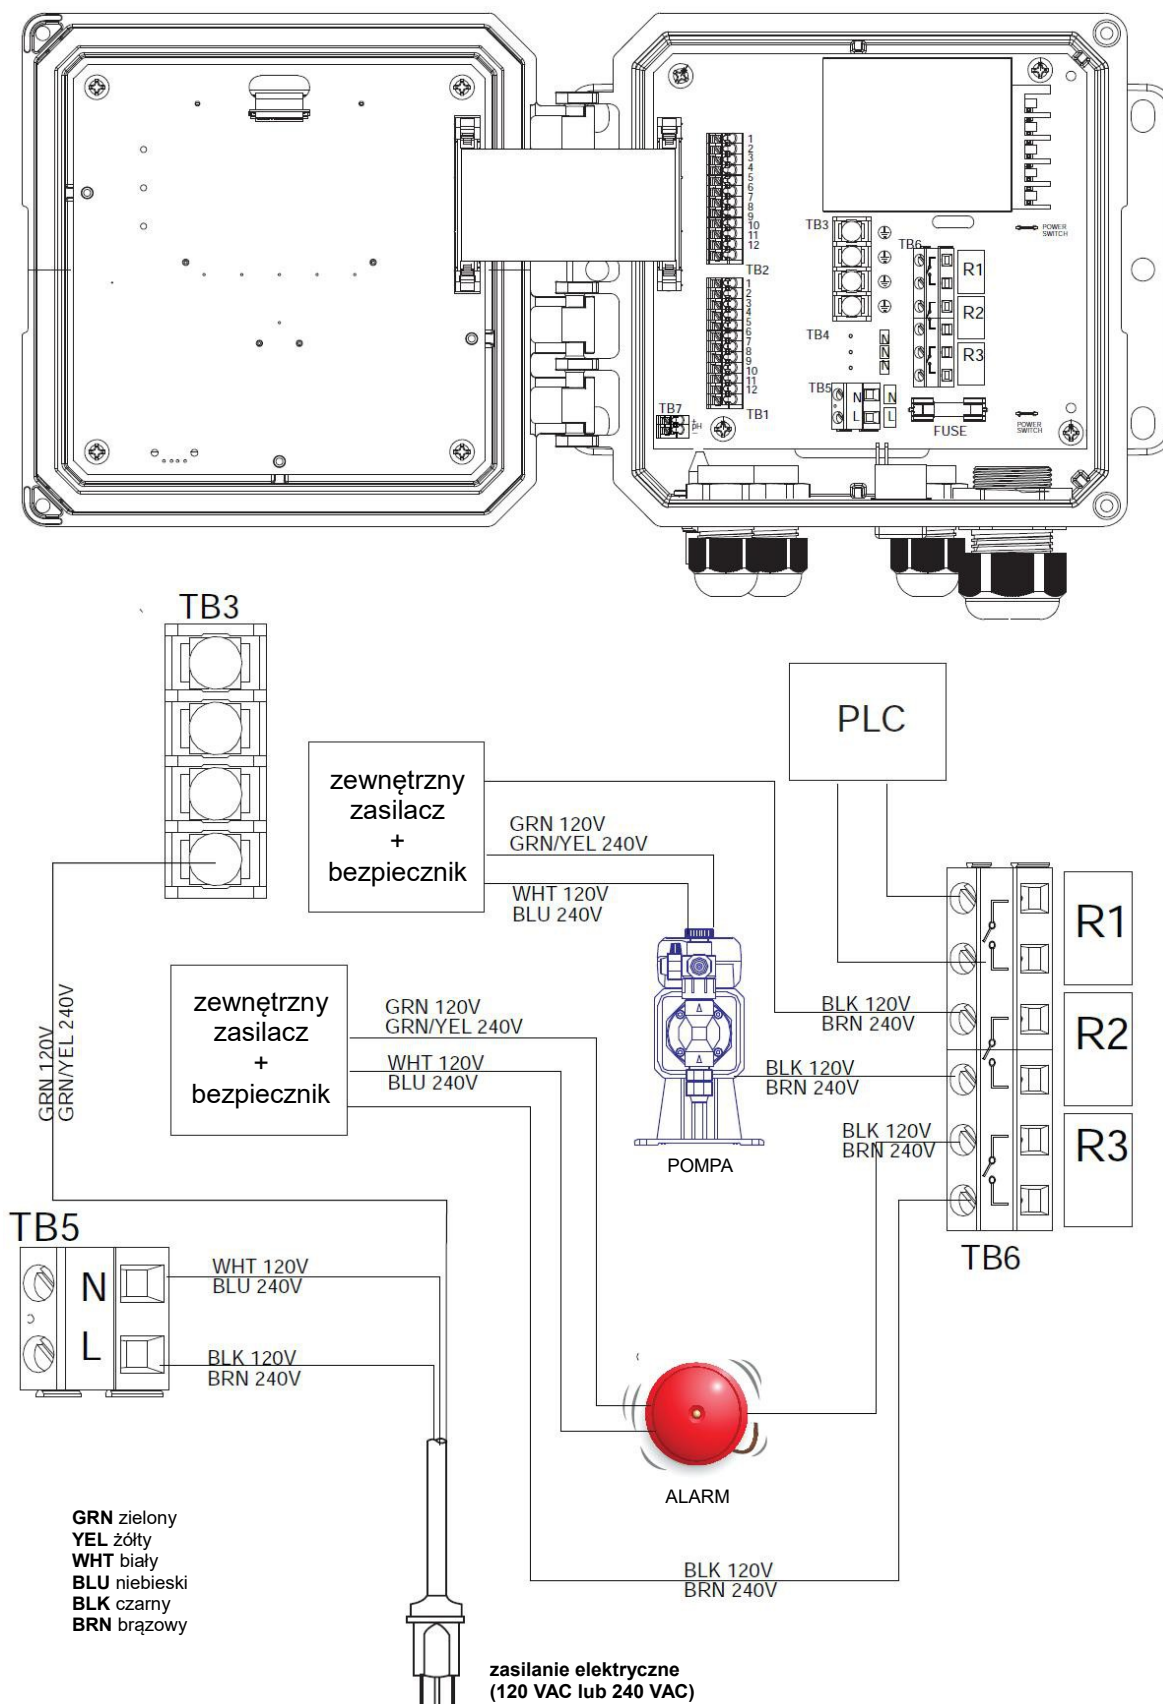 1
2
3
4
5
6
7
8
9
10
11
12
TB2
1
2
3
4
5
6
7
8
9
10
11
12
TB1
TB7
+
pH
−
TB3
TB4
N
N
N
TB5
N
L
N
L
TB6
R1
R2
R3
POWER
SWITCH
FUSE
POWER
SWITCH
TB3
PLC
zewnętrzny
zasilacz
+
bezpiecznik
GRN 120V
GRN/YEL 240V
WHT 120V
BLU 240V
R1
R2
R3
TB6
zewnętrzny
zasilacz
+
bezpiecznik
GRN 120V
GRN/YEL 240V
WHT 120V
BLU 240V
BLK 120V
BRN 240V
BLK 120V
BRN 240V
BLK 120V
BRN 240V
POMPA
GRN 120V
GRN/YEL 240V
TB5
N
L
WHT 120V
BLU 240V
BLK 120V
BRN 240V
ALARM
BLK 120V
BRN 240V
GRN zielony
YEL żółty
WHT biały
BLU niebieski
BLK czarny
BRN brązowy
zasilanie elektryczne
(120 VAC lub 240 VAC)